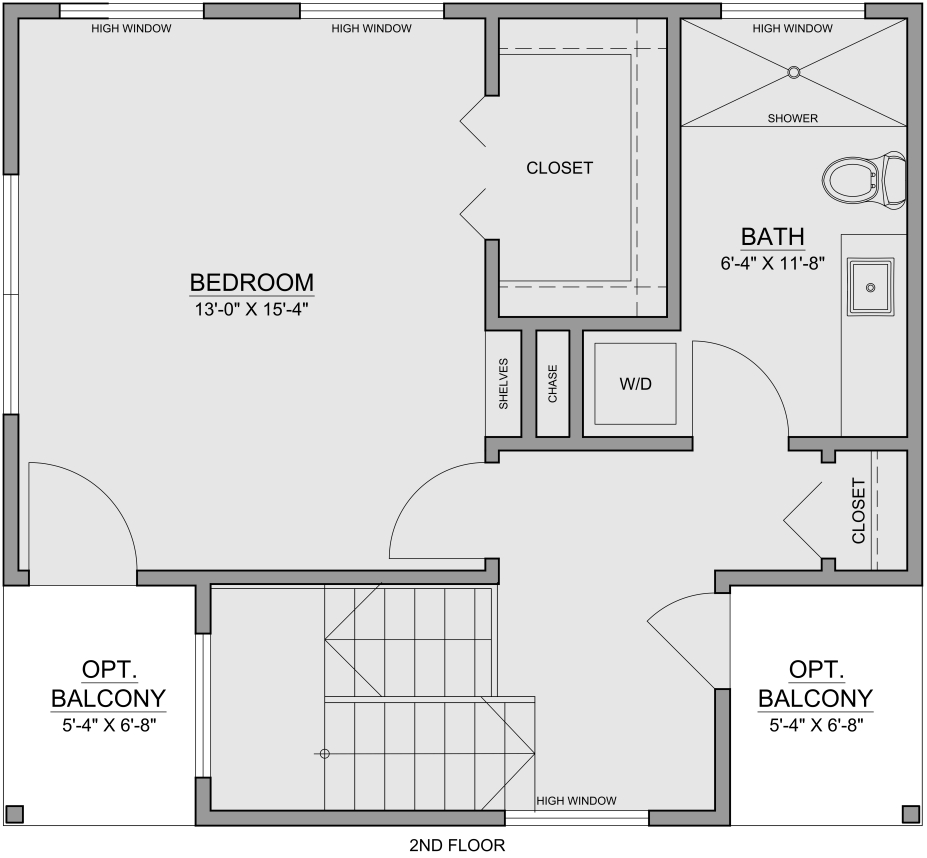 HIGH WINDOW
HIGH WINDOW
HIGH WINDOW
SHOWER
CLOSET
BATH
6'-4" X 11'-8"
BEDROOM
13'-0" X 15'-4"
SHELVES
CHASE
W/D
CLOSET
OPT.
BALCONY
5'-4" X 6'-8"
OPT.
BALCONY
5'-4" X 6'-8"
HIGH WINDOW
2ND FLOOR